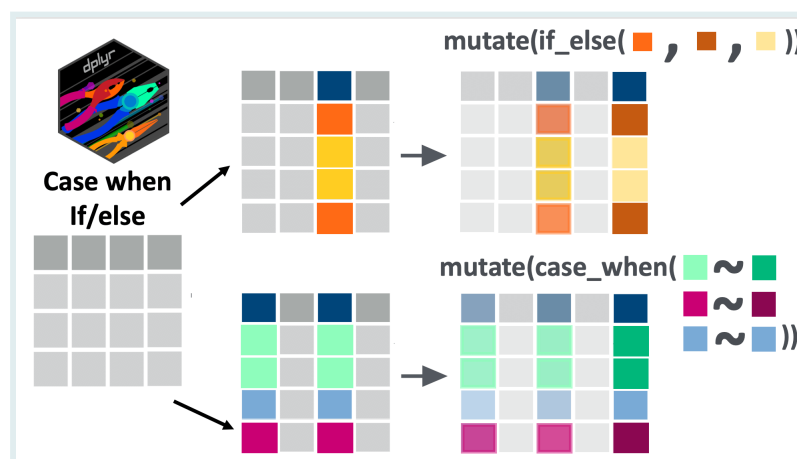 mutate(if_else( , , ))
dplyr
Case when
If/else
mutate(case_when( ~
~
~ ))